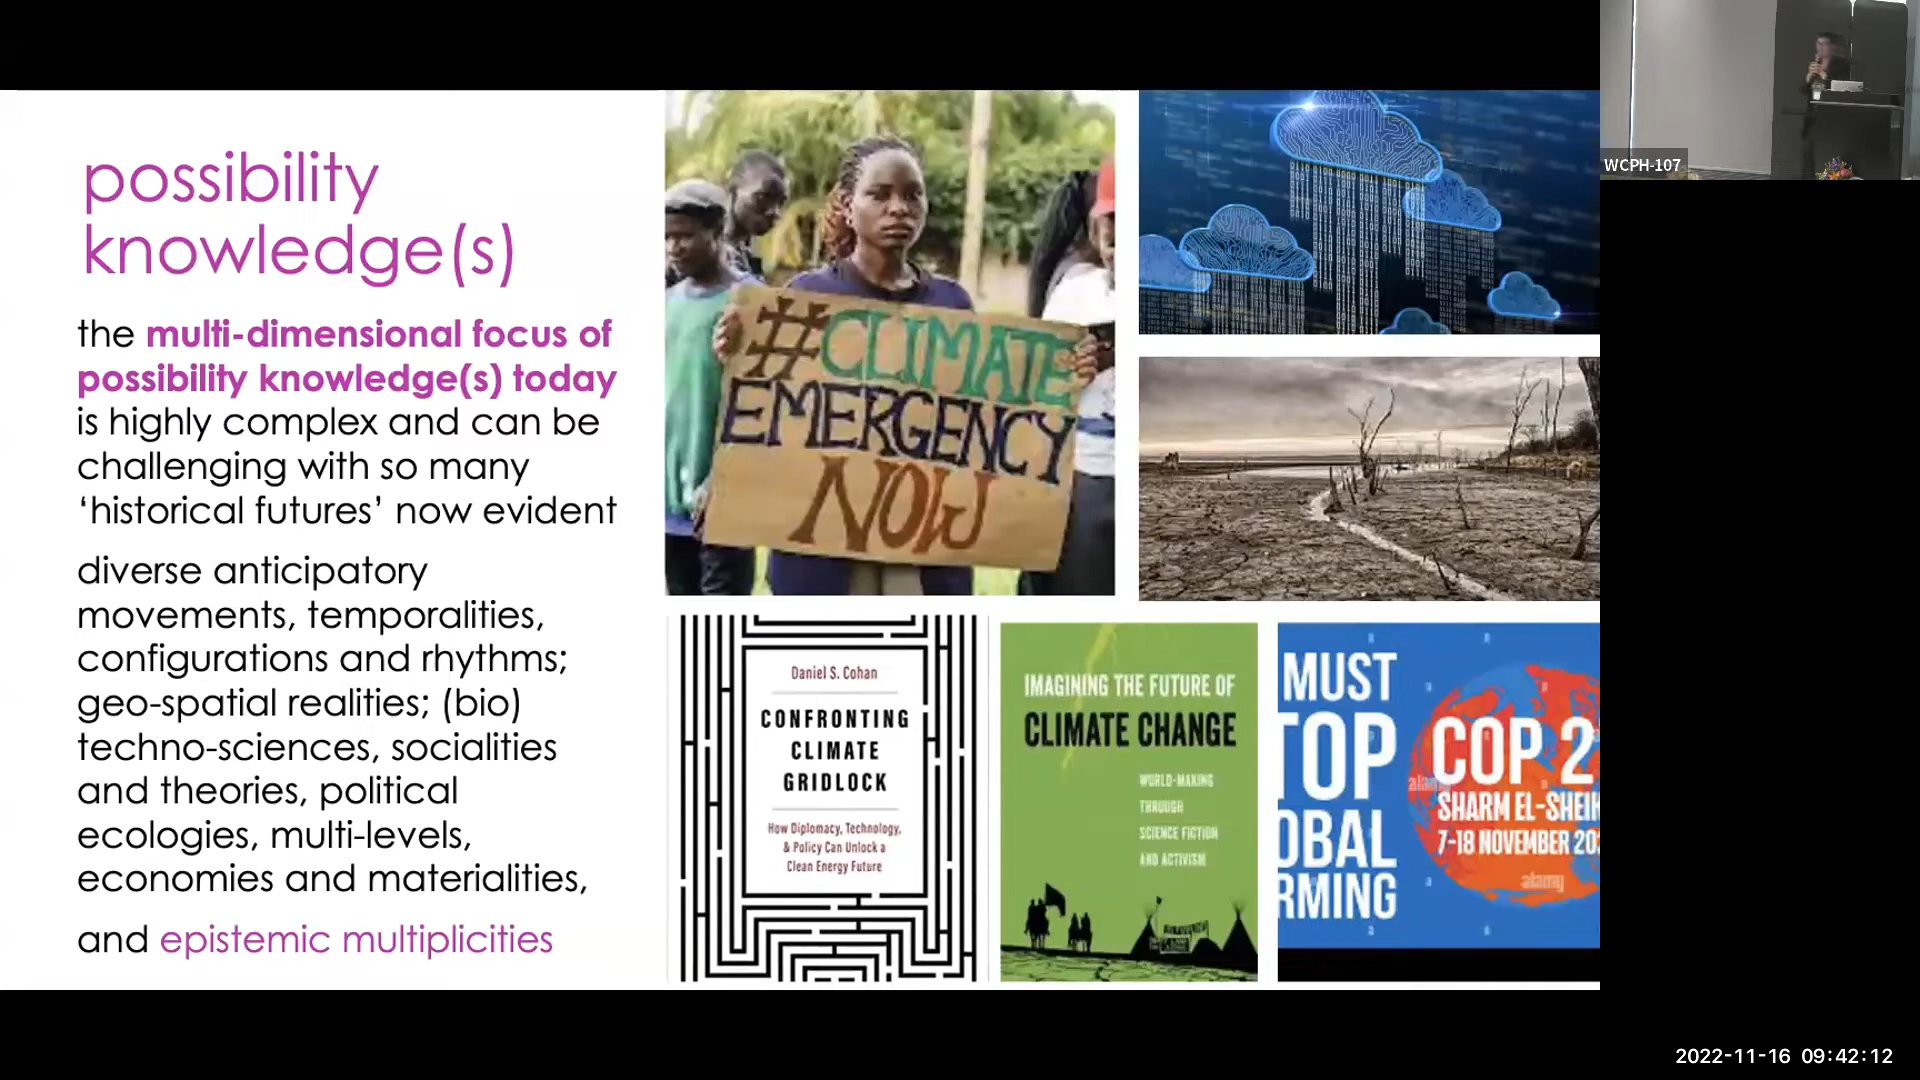 possibility
knowledge(s)
the multi-dimensional focus of
possibility knowledge(s) today
is highly complex and can be
challenging with so many
‘historical futures’ now evident
diverse anticipatory
movements, temporalities,
configurations and rhythms;
geo-spatial realities; (bio)
techno-sciences, socialities
and theories, political
ecologies, multi-levels,
economies and materialities,
and epistemic multiplicities
#CLIMATE
EMERGENCY
NOW
Daniel S. Cohan
CONFRONTING
CLIMATE
GRIDLOCK
How Diplomacy, Technology,
& Policy Can Unlock a
Clean Energy Future
IMAGINING THE FUTURE OF
CLIMATE CHANGE
WORLD-MAKING
THROUGH
SCIENCE FICTION
AND ACTIVISM
MUST
TOP
OBAL
RMING
COP 2
SHARM EL-SHEIK
7-18 NOVEMBER 20
alamy
WCPH-107
2022-11-16 09:42:12